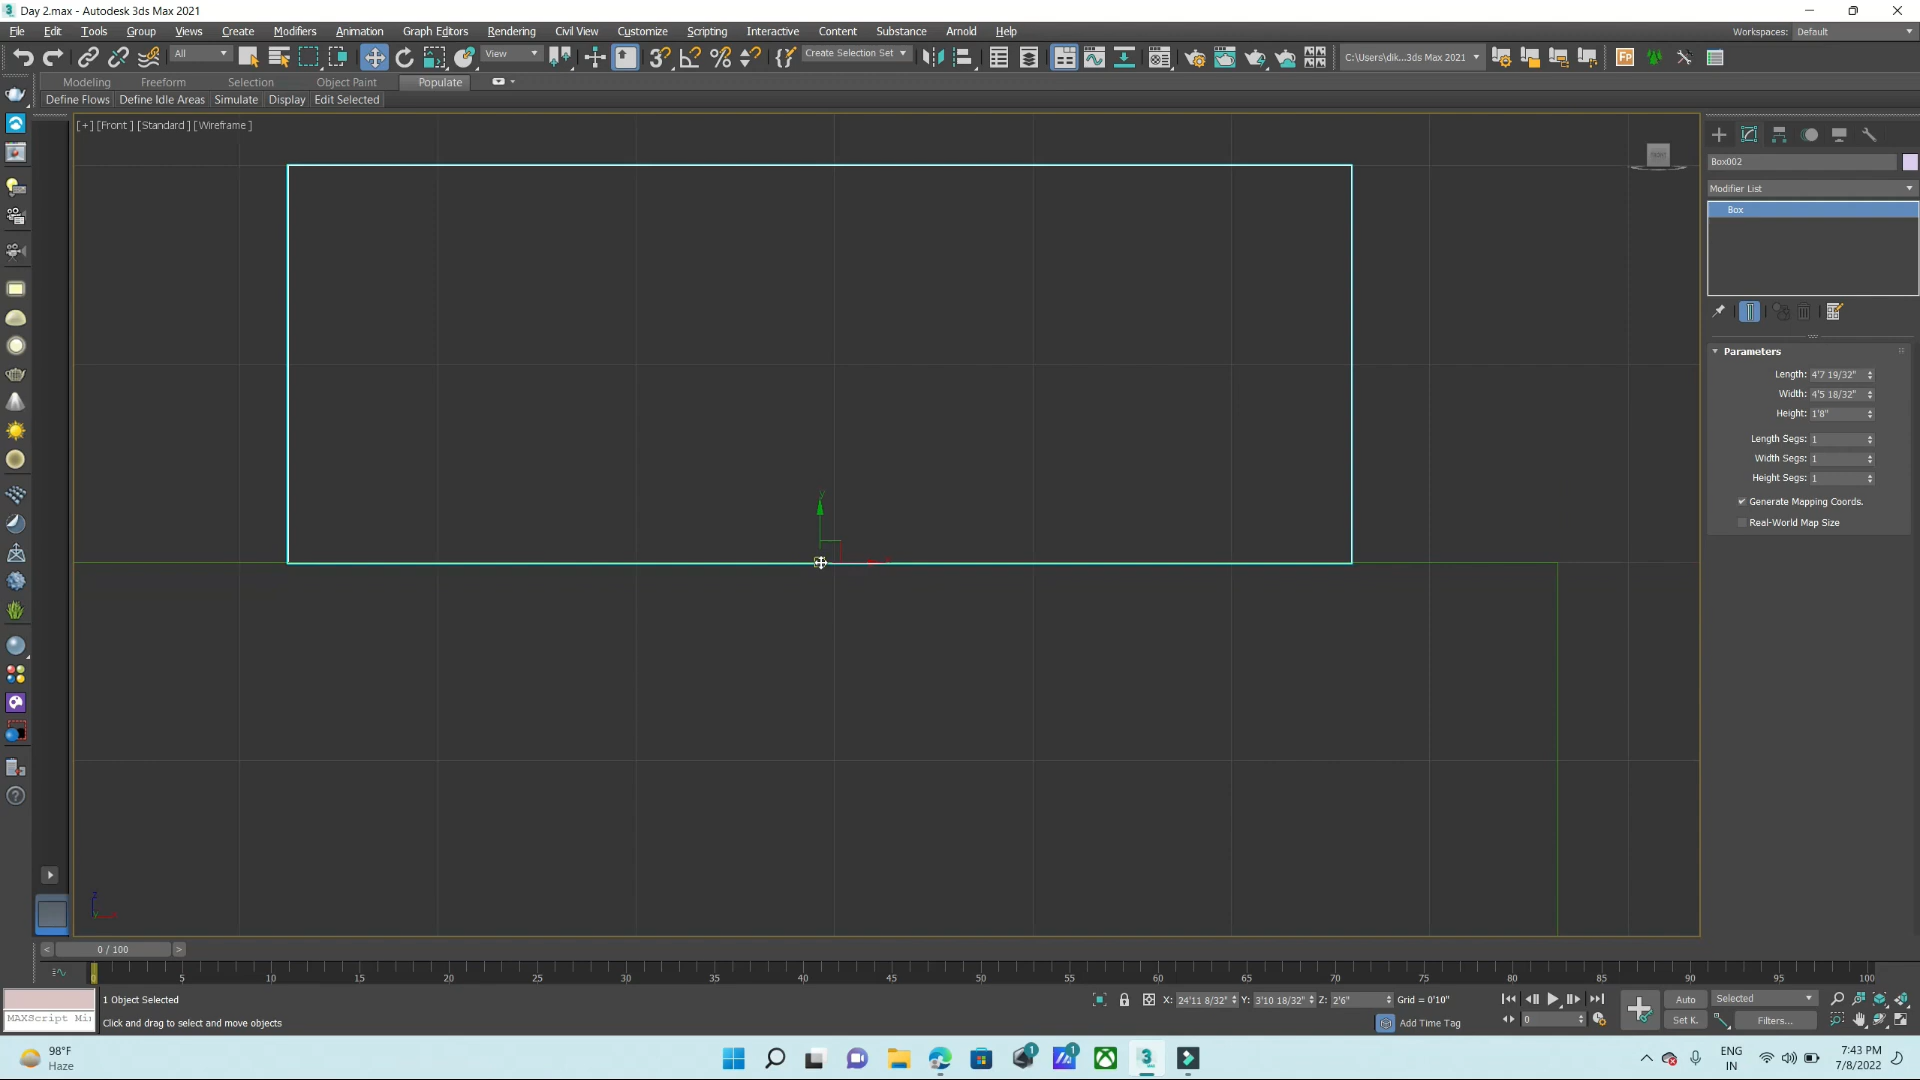 Day 2.max - Autodesk 3ds Max 2021
File Edit Tools Group Views Create Modifiers Animation Graph Editors Rendering Civil View Customize Scripting Interactive Content Substance Arnold Help Workspaces: Default
All View Create Selection Set C:\Users\dik...3ds Max 2021
Modeling Freeform Selection Object Paint Populate
Define Flows Define Idle Areas Simulate Display Edit Selected
[+] [Front ] [Standard ] [Wireframe ]
FRONT
Box002
Modifier List
Box
Parameters
Length: 4'7 19/32"
Width: 4'5 18/32"
Height: 1'8"
Length Segs: 1
Width Segs: 1
Height Segs: 1
Generate Mapping Coords.
Real-World Map Size
y
z
< 0 / 100 >
0 5 10 15 20 25 30 35 40 45 50 55 60 65 70 75 80 85 90 95 100
1 Object Selected X: 24'11 8/32" Y: 3'10 18/32" Z: 2'6" Grid = 0'10" Auto Selected
MAXScript Mi Click and drag to select and move objects Add Time Tag 0 Set K. Filters...
98°F
Haze
1 1
ENG
IN
7:43 PM
7/8/2022